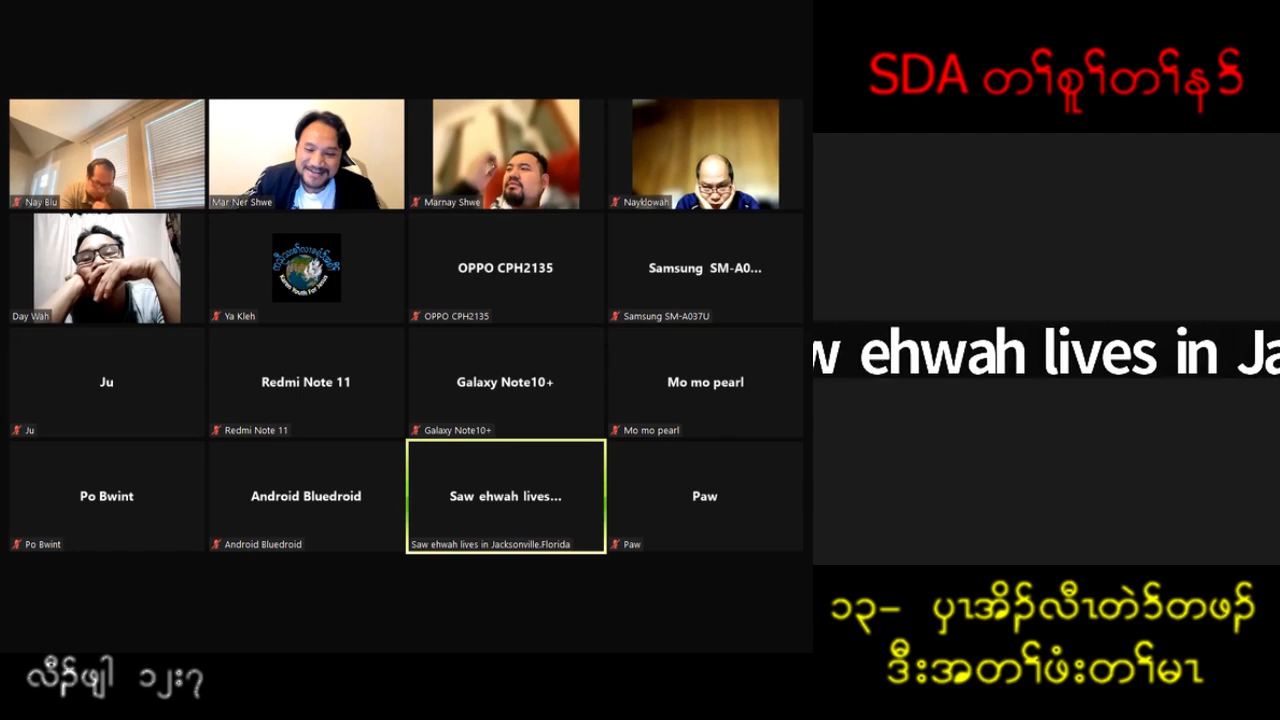 SDA တၢ်စူၢ်တၢ်နာ်
Nay Blu
Mar Ner Shwe
Marnay Shwe
Nayklowah
Day Wah
Karen Youth For Jesus
Ya Kleh
OPPO CPH2135
OPPO CPH2135
Samsung SM-A0...
Samsung SM-A037U
Ju
Ju
Redmi Note 11
Redmi Note 11
Galaxy Note10+
Galaxy Note10+
Mo mo pearl
Mo mo pearl
Po Bwint
Po Bwint
Android Bluedroid
Android Bluedroid
Saw ehwah lives...
Saw ehwah lives in Jacksonville.Florida
Paw
Paw
w ehwah lives in Ja
၁၃– ပှၤအိၣ်လီၤတဲာ်တဖၣ်
ဒီးအတၢ်ဖံးတၢ်မၤ
လီၣ်ဖျါ ၁၂း၇